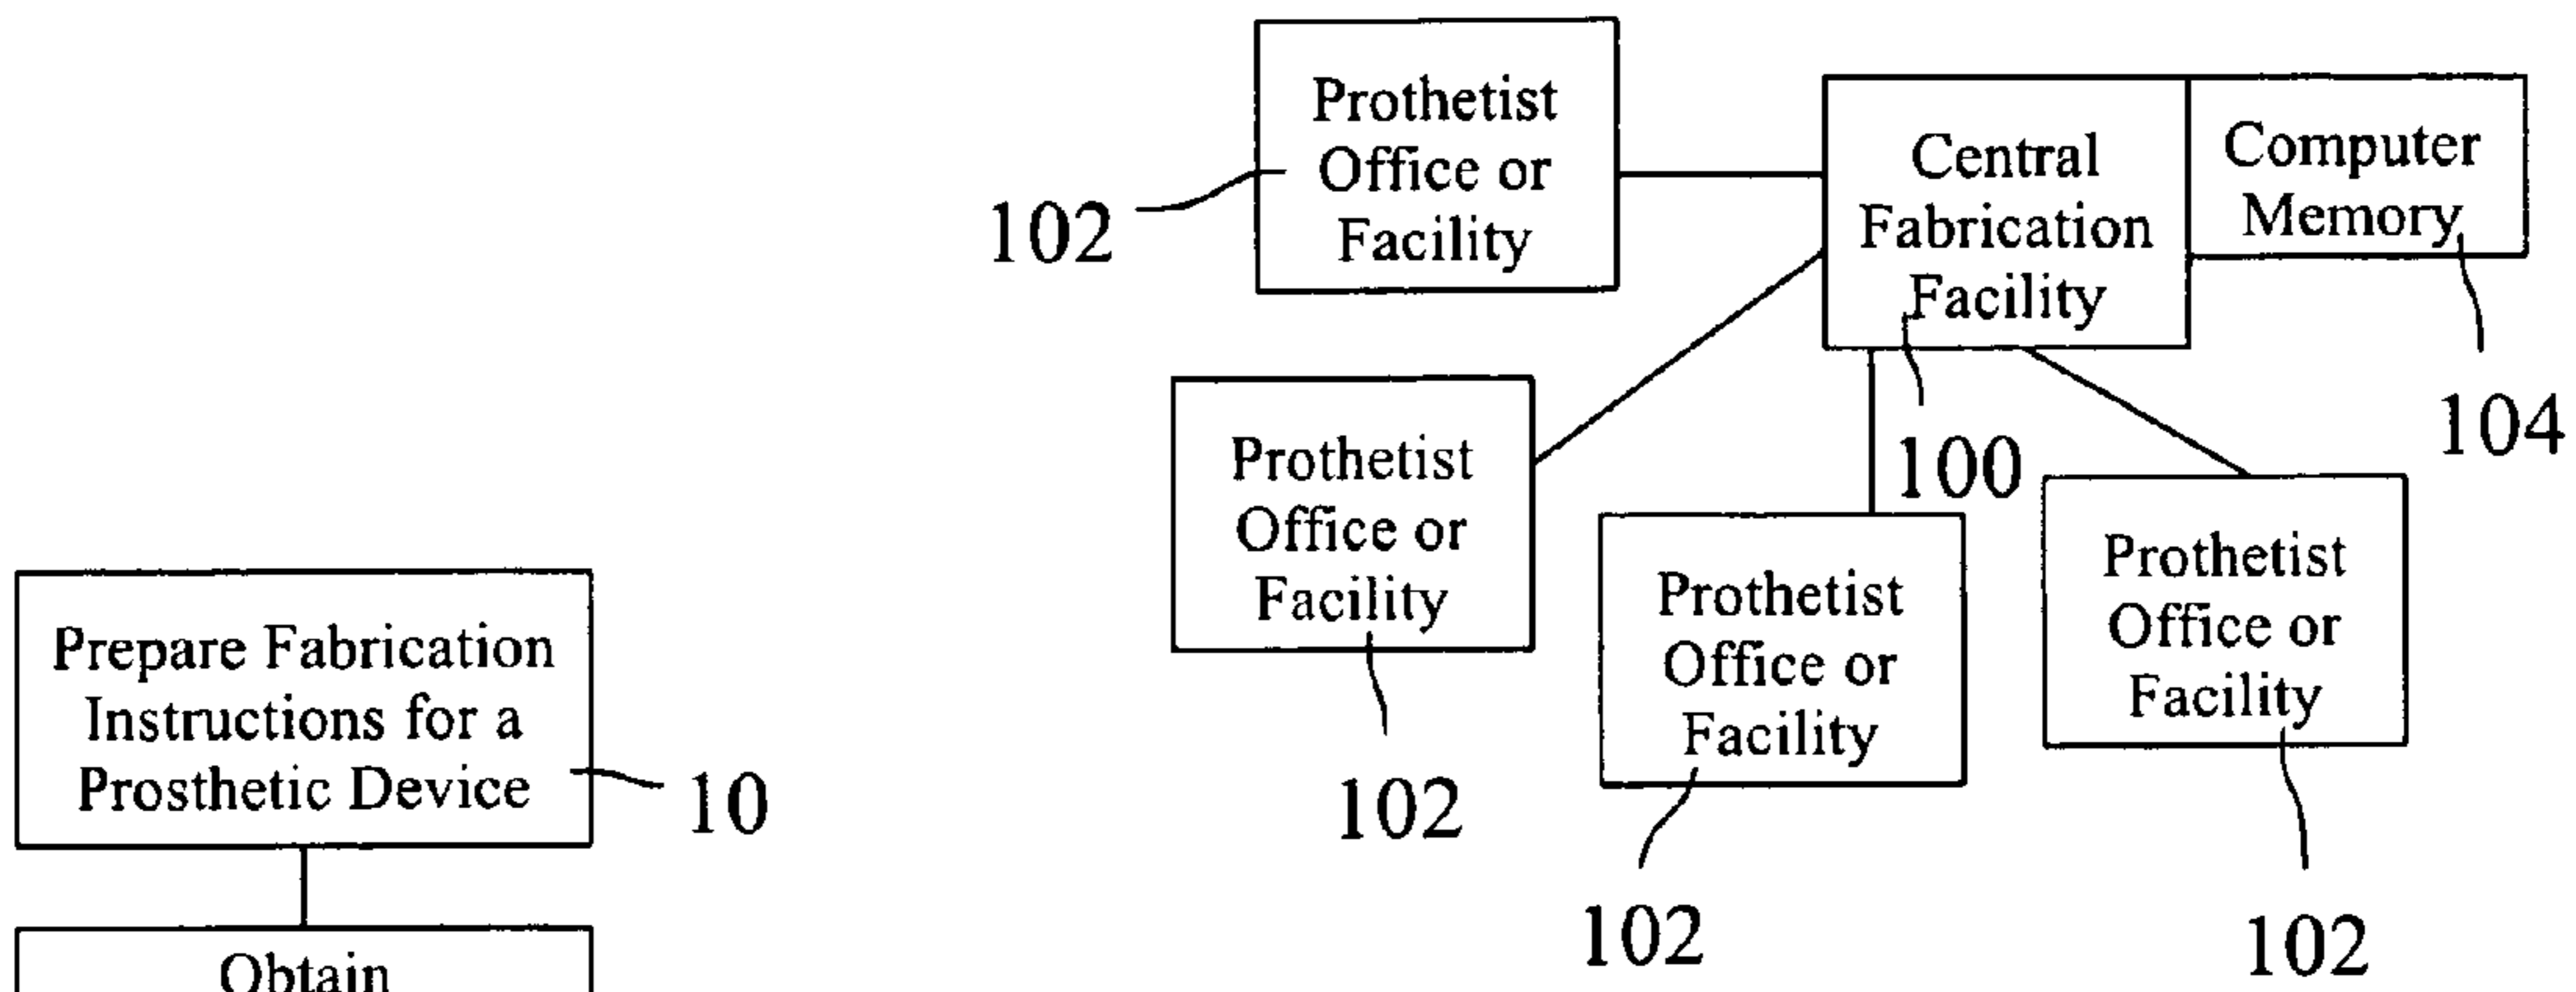 Prothetist
Office or
Facility
102
Central
Fabrication
Facility
100
Computer
Memory
104
Prothetist
Office or
Facility
102
Prothetist
Office or
Facility
102
Prothetist
Office or
Facility
102
Prepare Fabrication
Instructions for a
Prosthetic Device
10
Obtain